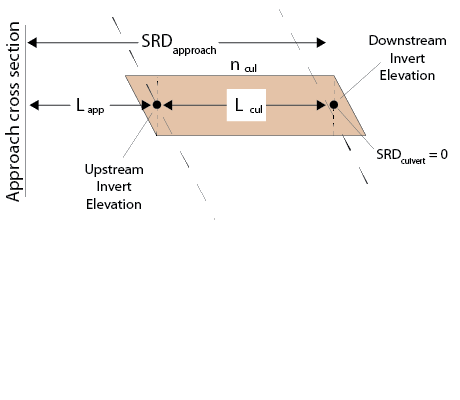 Approach cross section
SRD approach
Downstream
Invert
Elevation
n cul
L app
L cul
SRD culvert = 0
Upstream
Invert
Elevation